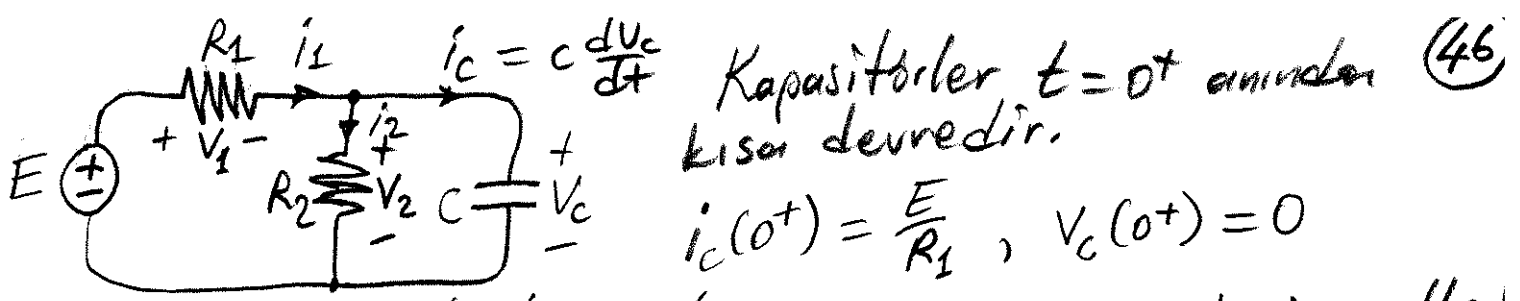 R1 i1 ic = C dVc/dt Kapasitörler t = 0⁺ anından 46
+ V1 - i2 kısa devredir.
E + - R2 + V2 - C + Vc - ic(0⁺) = E/R1 , Vc(0⁺) = 0